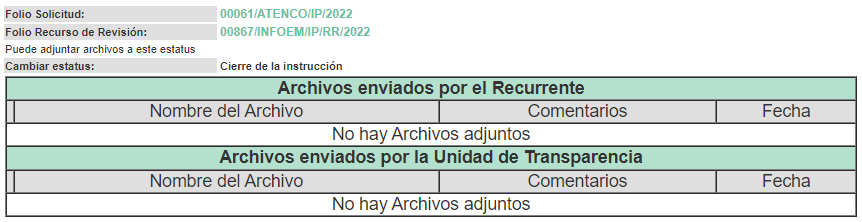 Folio Solicitud: 00061/ATENCO/IP/2022
Folio Recurso de Revisión: 00867/INFOEM/IP/RR/2022
Puede adjuntar archivos a este estatus
Cambiar estatus: Cierre de la instrucción
Archivos enviados por el Recurrente
Nombre del Archivo Comentarios Fecha
No hay Archivos adjuntos
Archivos enviados por la Unidad de Transparencia
Nombre del Archivo Comentarios Fecha
No hay Archivos adjuntos